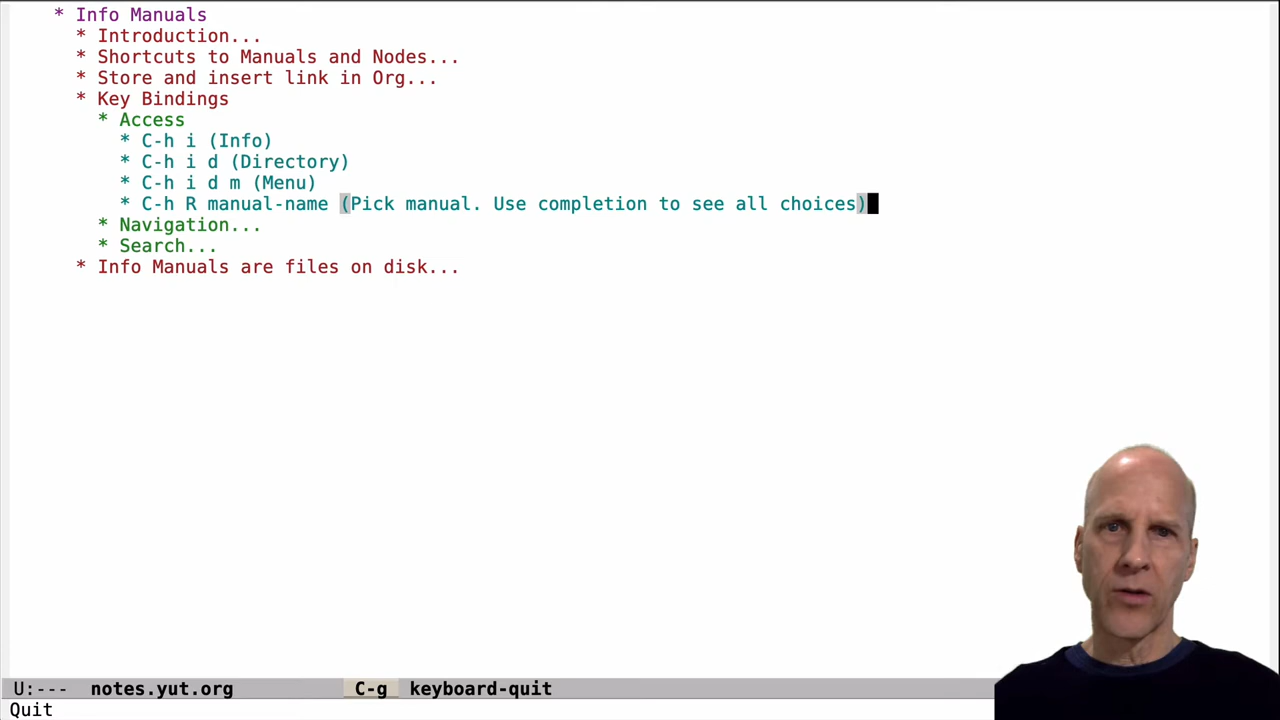 * Info Manuals
* Introduction...
* Shortcuts to Manuals and Nodes...
* Store and insert link in Org...
* Key Bindings
* Access
* C-h i (Info)
* C-h i d (Directory)
* C-h i d m (Menu)
* C-h R manual-name (Pick manual. Use completion to see all choices)
* Navigation...
* Search...
* Info Manuals are files on disk...
U:--- notes.yut.org C-g keyboard-quit
Quit